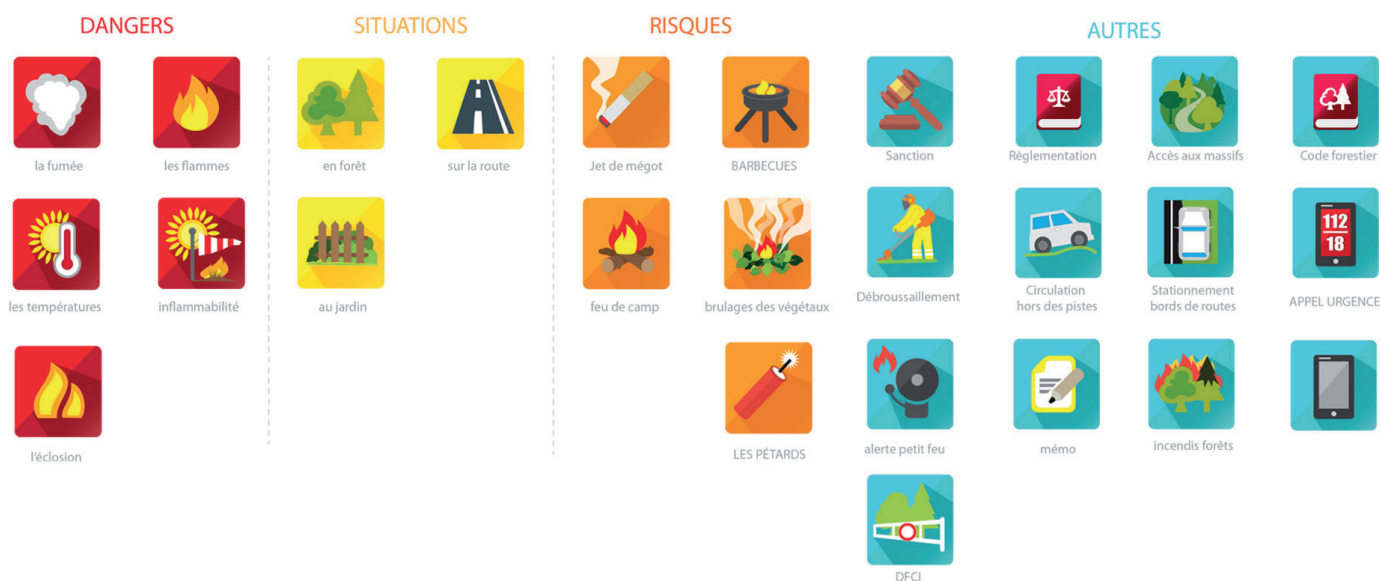 DANGERS
SITUATIONS
RISQUES
AUTRES
la fumée
les flammes
en forêt
sur la route
Jet de mégot
BARBECUES
Sanction
Règlementation
Accès aux massifs
Code forestier
112
18
les températures
inflammabilité
au jardin
feu de camp
brulages des végétaux
Débroussaillement
Circulation
hors des pistes
Stationnement
bords de routes
APPEL URGENCE
l'éclosion
LES PÉTARDS
alerte petit feu
mémo
incendis forêts
DFCI